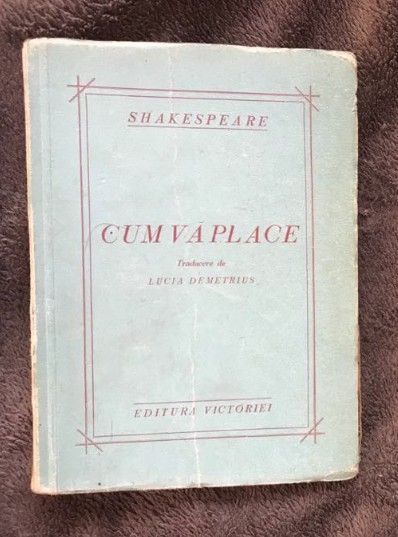 SHAKESPEARE
CUM VĂ PLACE
Traducere de
LUCIA DEMETRIUS
EDITURA VICTORIEI